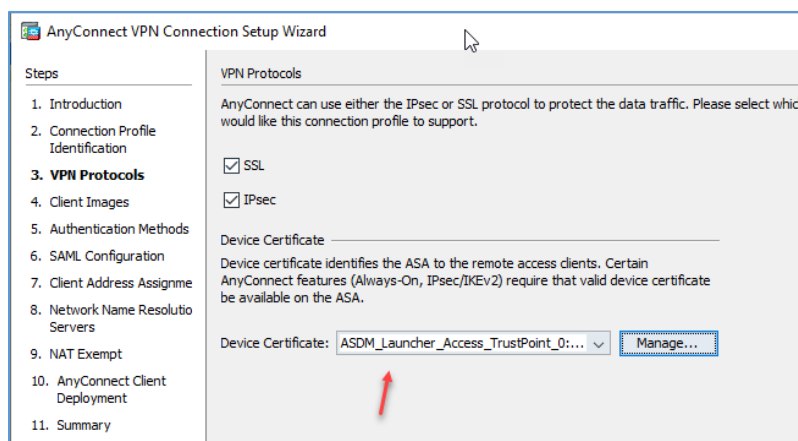 AnyConnect VPN Connection Setup Wizard
Steps
1. Introduction
2. Connection Profile
Identification
3. VPN Protocols
4. Client Images
5. Authentication Methods
6. SAML Configuration
7. Client Address Assignme
8. Network Name Resolutio
Servers
9. NAT Exempt
10. AnyConnect Client
Deployment
11. Summary
VPN Protocols
AnyConnect can use either the IPsec or SSL protocol to protect the data traffic. Please select whic
would like this connection profile to support.
SSL
IPsec
Device Certificate
Device certificate identifies the ASA to the remote access clients. Certain
AnyConnect features (Always-On, IPsec/IKEv2) require that valid device certificate
be available on the ASA.
Device Certificate: ASDM_Launcher_Access_TrustPoint_0:... Manage...